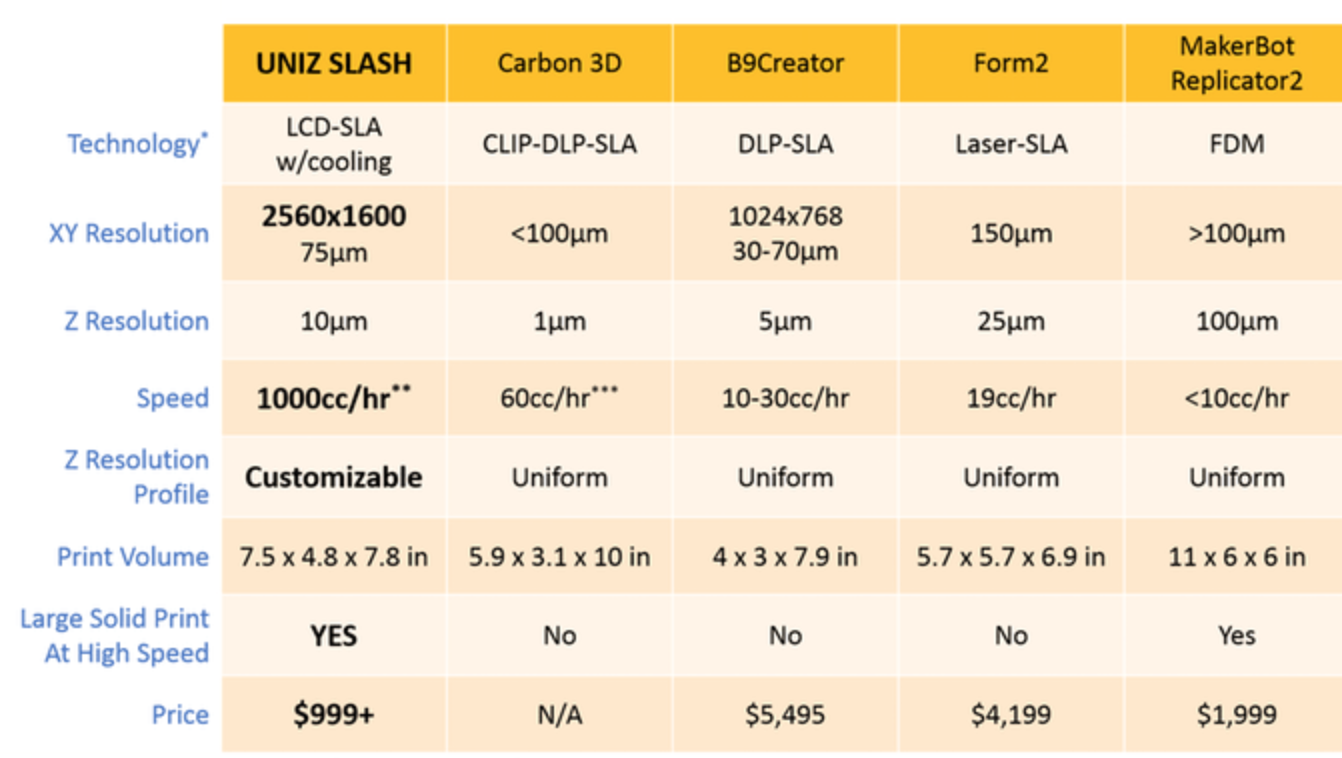 UNIZ SLASH Carbon 3D B9Creator Form2 MakerBot Replicator2
Technology* LCD-SLA w/cooling CLIP-DLP-SLA DLP-SLA Laser-SLA FDM
XY Resolution 2560x1600 75µm <100µm 1024x768 30-70µm 150µm >100µm
Z Resolution 10µm 1µm 5µm 25µm 100µm
Speed 1000cc/hr** 60cc/hr*** 10-30cc/hr 19cc/hr <10cc/hr
Z Resolution Profile Customizable Uniform Uniform Uniform Uniform
Print Volume 7.5 x 4.8 x 7.8 in 5.9 x 3.1 x 10 in 4 x 3 x 7.9 in 5.7 x 5.7 x 6.9 in 11 x 6 x 6 in
Large Solid Print At High Speed YES No No No Yes
Price $999+ N/A $5,495 $4,199 $1,999